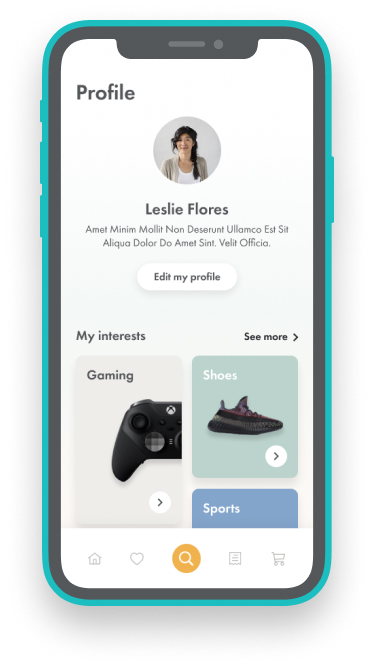 Profile
Leslie Flores
Amet Minim Mollit Non Deserunt Ullamco Est Sit
Aliqua Dolor Do Amet Sint. Velit Officia.
Edit my profile
My interests
See more
Gaming
Shoes
Sports